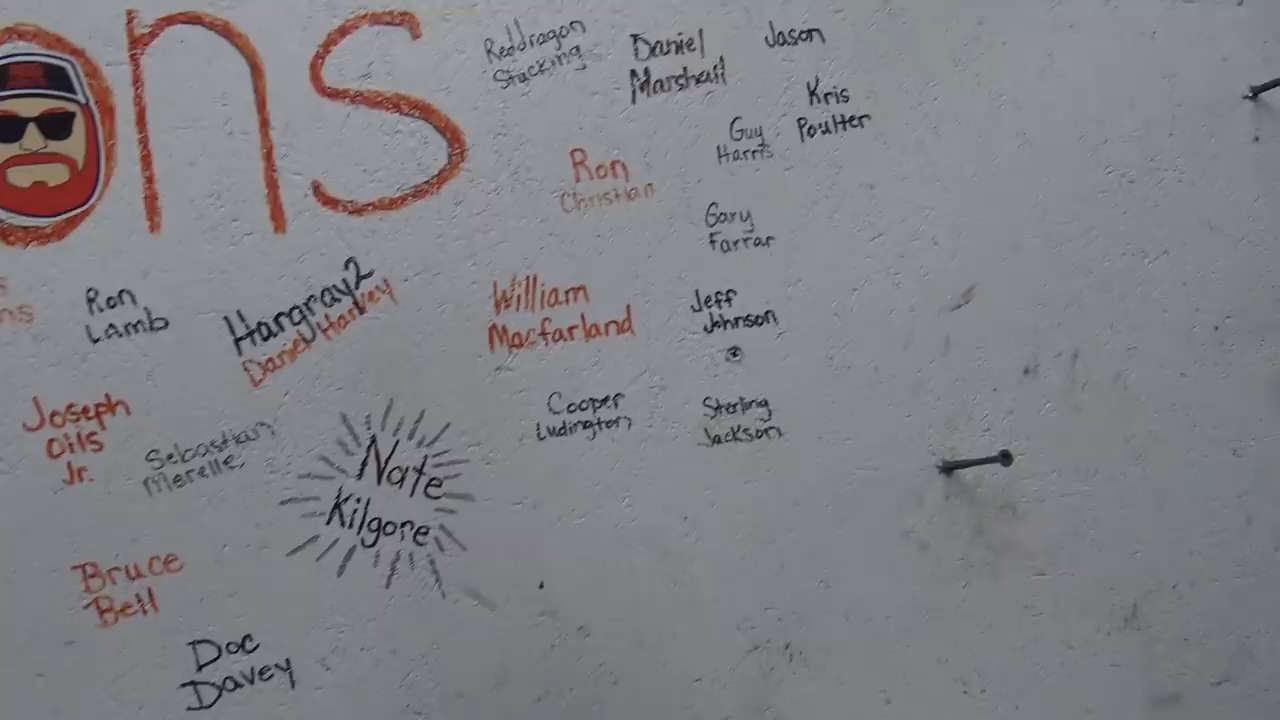 ons
Reddragon
Stacking
Daniel
Marshall
Jason
Kris
Poulter
Guy
Harris
Ron
Christian
Gary
Farrar
Ron
Lamb
Hargray2
Daniel Harvey
William
Macfarland
Jeff
Johnson
Joseph
Oils
Jr.
Sebastian
Merelle
Nate
Kilgore
Cooper
Ludington
Sterling
Jackson
Bruce
Bell
Doc
Davey